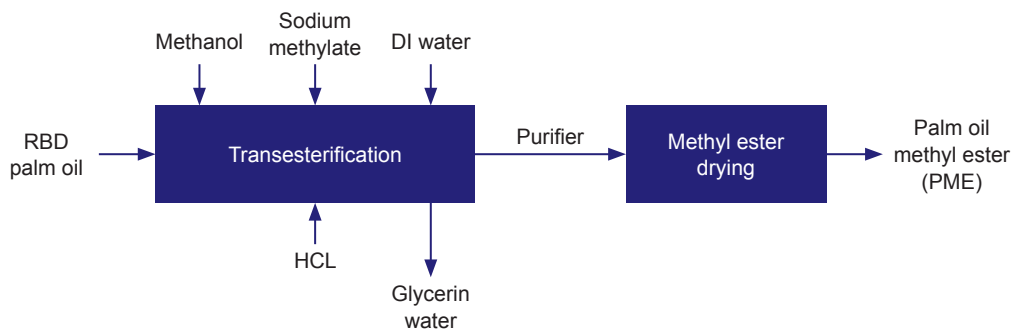 Methanol
Sodium
methylate
DI water
RBD
palm oil
Transesterification
Purifier
Methyl ester
drying
Palm oil
methyl ester
(PME)
HCL
Glycerin
water